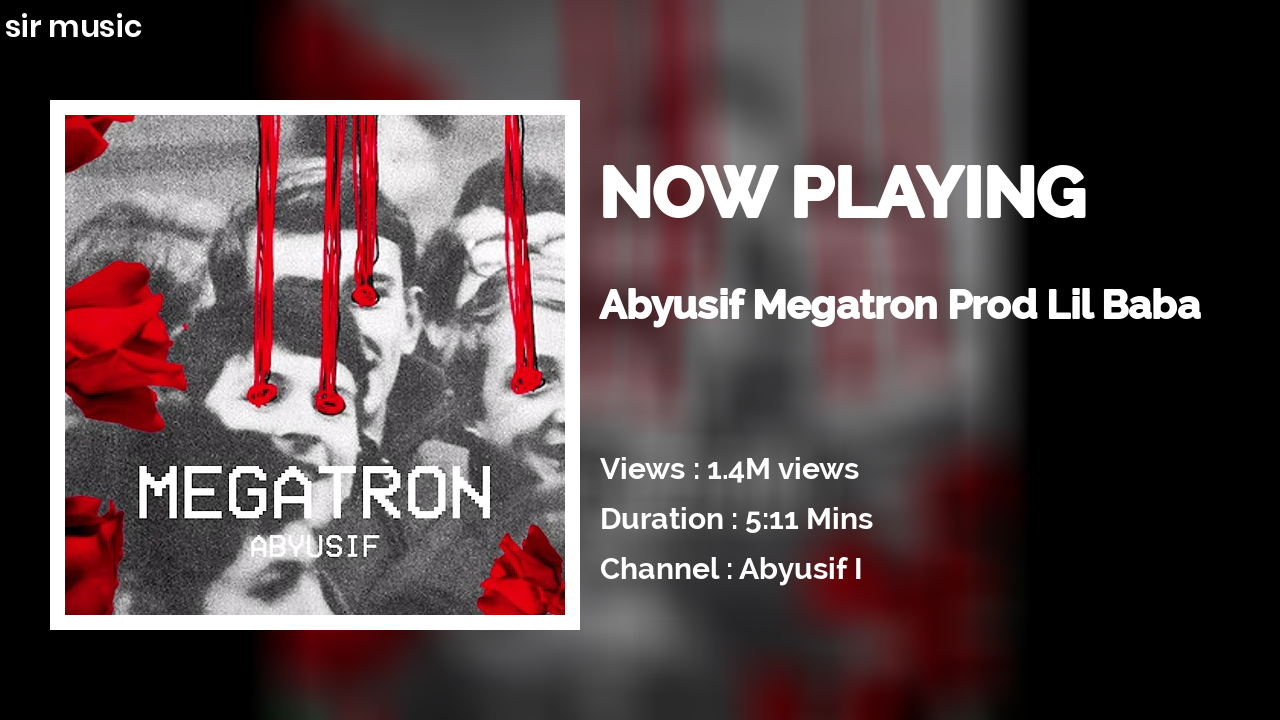 sir music
NOW PLAYING
Abyusif Megatron Prod Lil Baba
Views : 1.4M views
Duration : 5:11 Mins
Channel : Abyusif I
MEGATRON
ABYUSIF